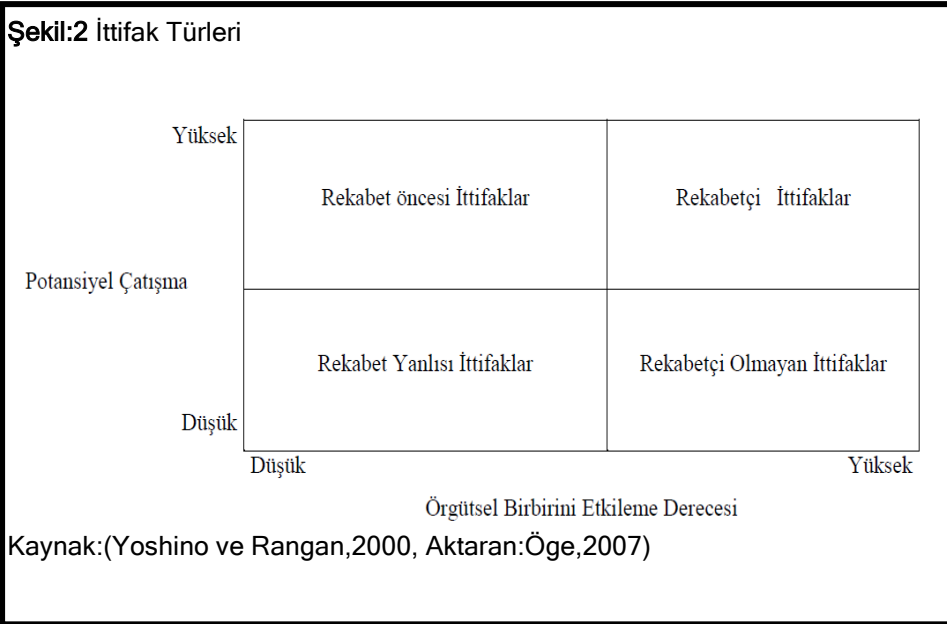 Şekil:2 İttifak Türleri
Yüksek
Rekabet öncesi İttifaklar
Rekabetçi İttifaklar
Potansiyel Çatışma
Rekabet Yanlısı İttifaklar
Rekabetçi Olmayan İttifaklar
Düşük
Düşük
Yüksek
Örgütsel Birbirini Etkileme Derecesi
Kaynak:(Yoshino ve Rangan,2000, Aktaran:Öge,2007)